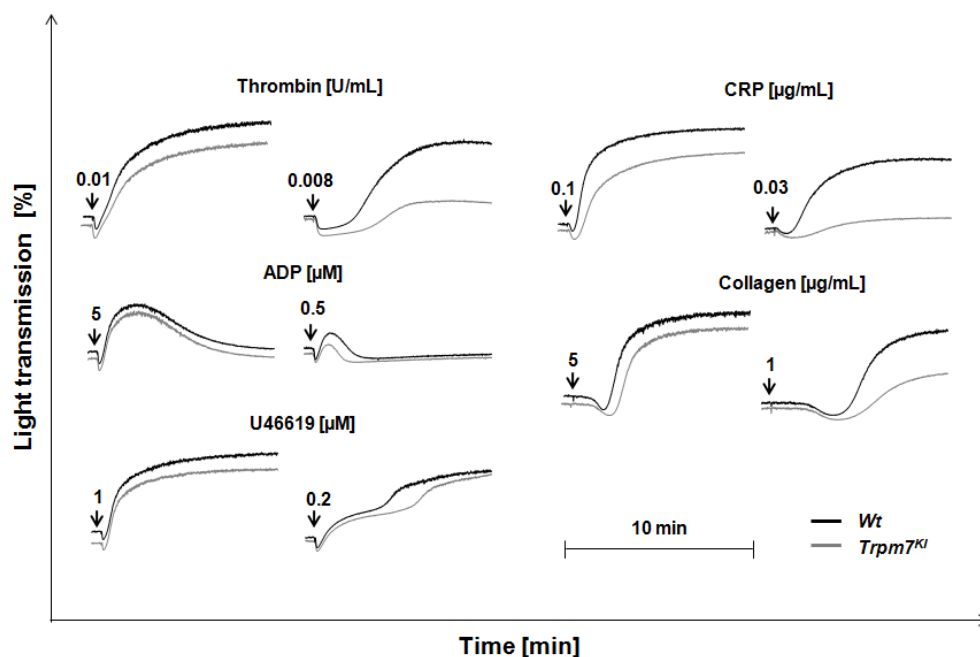 Light transmission [%]
Thrombin [U/mL]
0.01
0.008
CRP [µg/mL]
0.1
0.03
ADP [µM]
5
0.5
Collagen [µg/mL]
5
1
U46619 [µM]
1
0.2
10 min
Wt
Trpm7ᴷᴵ
Time [min]